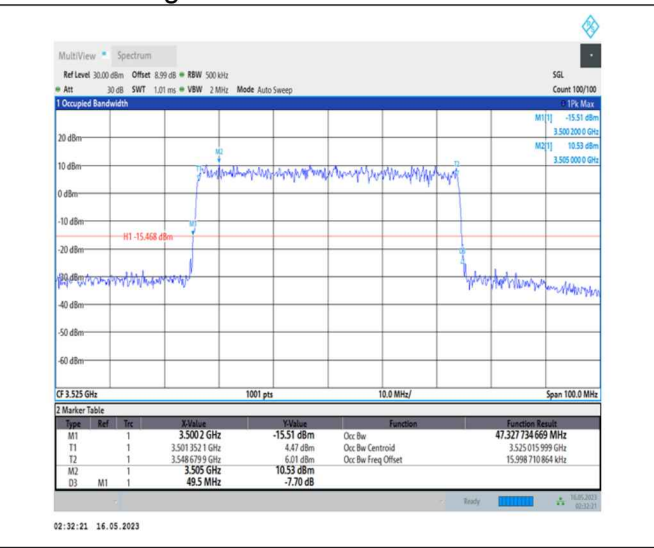 MultiView Spectrum
Ref Level 30.00 dBm Offset 8.99 dB RBW 500 kHz SGL
Att 30 dB SWT 1.01 ms VBW 2 MHz Mode Auto Sweep Count 100/100
1 Occupied Bandwidth 1Pk Max
M1[1] -15.51 dBm
3.500 200 0 GHz
20 dBm
M2[1] 10.53 dBm
3.505 000 0 GHz
M2
10 dBm
T1
0 dBm
-10 dBm
H1 -15.468 dBm
-20 dBm
-30 dBm
-40 dBm
-50 dBm
-60 dBm
CF 3.525 GHz 1001 pts 10.0 MHz/ Span 100.0 MHz
2 Marker Table
Type Ref Trc X-Value Y-Value Function Function Result
M1 1 3.5002 GHz -15.51 dBm Occ Bw 47.327 734 669 MHz
T1 1 3.501 352 1 GHz 4.47 dBm Occ Bw Centroid 3.525 015 999 GHz
T2 1 3.548 679 9 GHz 6.01 dBm Occ Bw Freq Offset 15.998 710 864 kHz
M2 1 3.505 GHz 10.53 dBm
D3 M1 1 49.5 MHz -7.70 dB
Ready 16.05.2023
02:32:21
02:32:21 16.05.2023